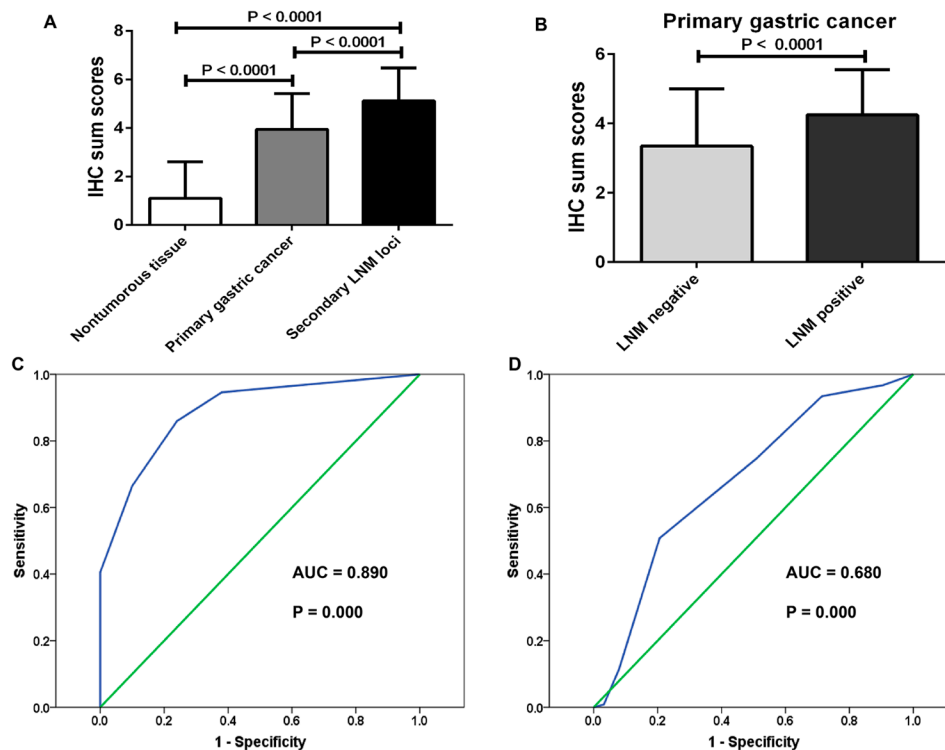 A
P < 0.0001
P < 0.0001
P < 0.0001
IHC sum scores
8
6
4
2
0
Nontumorous tissue
Primary gastric cancer
Secondary LNM loci
B
Primary gastric cancer
P < 0.0001
IHC sum scores
6
4
2
0
LNM negative
LNM positive
C
Sensitivity
1.0
0.8
0.6
0.4
0.2
0.0
AUC = 0.890
P = 0.000
0.0 0.2 0.4 0.6 0.8 1.0
1 - Specificity
D
Sensitivity
1.0
0.8
0.6
0.4
0.2
0.0
AUC = 0.680
P = 0.000
0.0 0.2 0.4 0.6 0.8 1.0
1 - Specificity